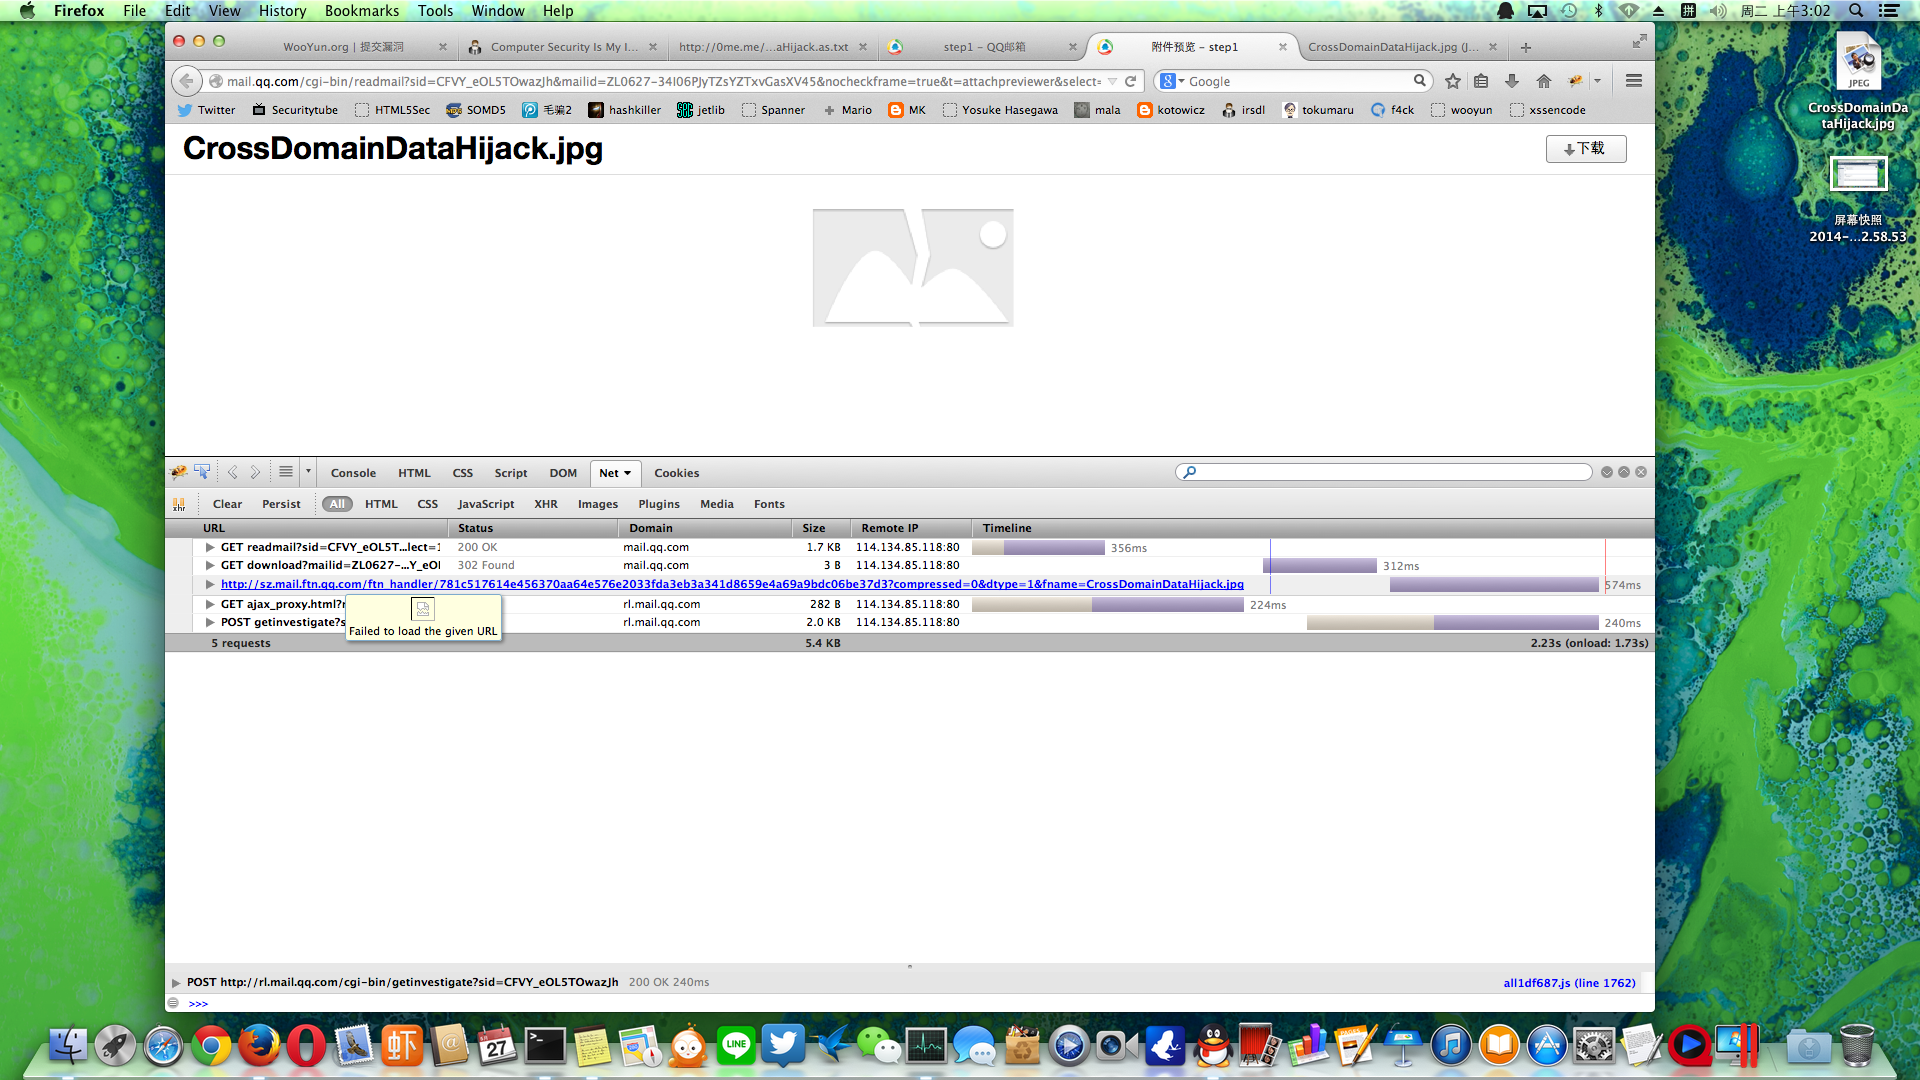 Firefox File Edit View History Bookmarks Tools Window Help 拼 周二 上午3:02
WooYun.org | 提交漏洞
Computer Security Is My I...
http://0me.me/...aHijack.as.txt
step1 - QQ邮箱
附件预览 - step1
CrossDomainDataHijack.jpg (J...
mail.qq.com/cgi-bin/readmail?sid=CFVY_eOL5TOwazJh&mailid=ZL0627-34l06PJyTZsYZTxvGasXV45&nocheckframe=true&t=attachpreviewer&select=
Google
Twitter Securitytube HTML5Sec SOMD5 毛骗2 hashkiller jetlib Spanner Mario MK Yosuke Hasegawa mala kotowicz irsdl tokumaru f4ck wooyun xssencode
CrossDomainDataHijack.jpg
下载
Console HTML CSS Script DOM Net Cookies
xhr Clear Persist All HTML CSS JavaScript XHR Images Plugins Media Fonts
URL Status Domain Size Remote IP Timeline
GET readmail?sid=CFVY_eOL5T...lect=1 200 OK mail.qq.com 1.7 KB 114.134.85.118:80 356ms
GET download?mailid=ZL0627-...Y_eOl 302 Found mail.qq.com 3 B 114.134.85.118:80 312ms
http://sz.mail.ftn.qq.com/ftn_handler/781c517614e456370aa64e576e2033fda3eb3a341d8659e4a69a9bdc06be37d3?compressed=0&dtype=1&fname=CrossDomainDataHijack.jpg 574ms
GET ajax_proxy.html?r rl.mail.qq.com 282 B 114.134.85.118:80 224ms
POST getinvestigate?s rl.mail.qq.com 2.0 KB 114.134.85.118:80 240ms
Failed to load the given URL
5 requests 5.4 KB 2.23s (onload: 1.73s)
POST http://rl.mail.qq.com/cgi-bin/getinvestigate?sid=CFVY_eOL5TOwazJh 200 OK 240ms all1df687.js (line 1762)
>>>
JPEG
CrossDomainDa
taHijack.jpg
屏幕快照
2014-...2.58.53
虾
27
LINE